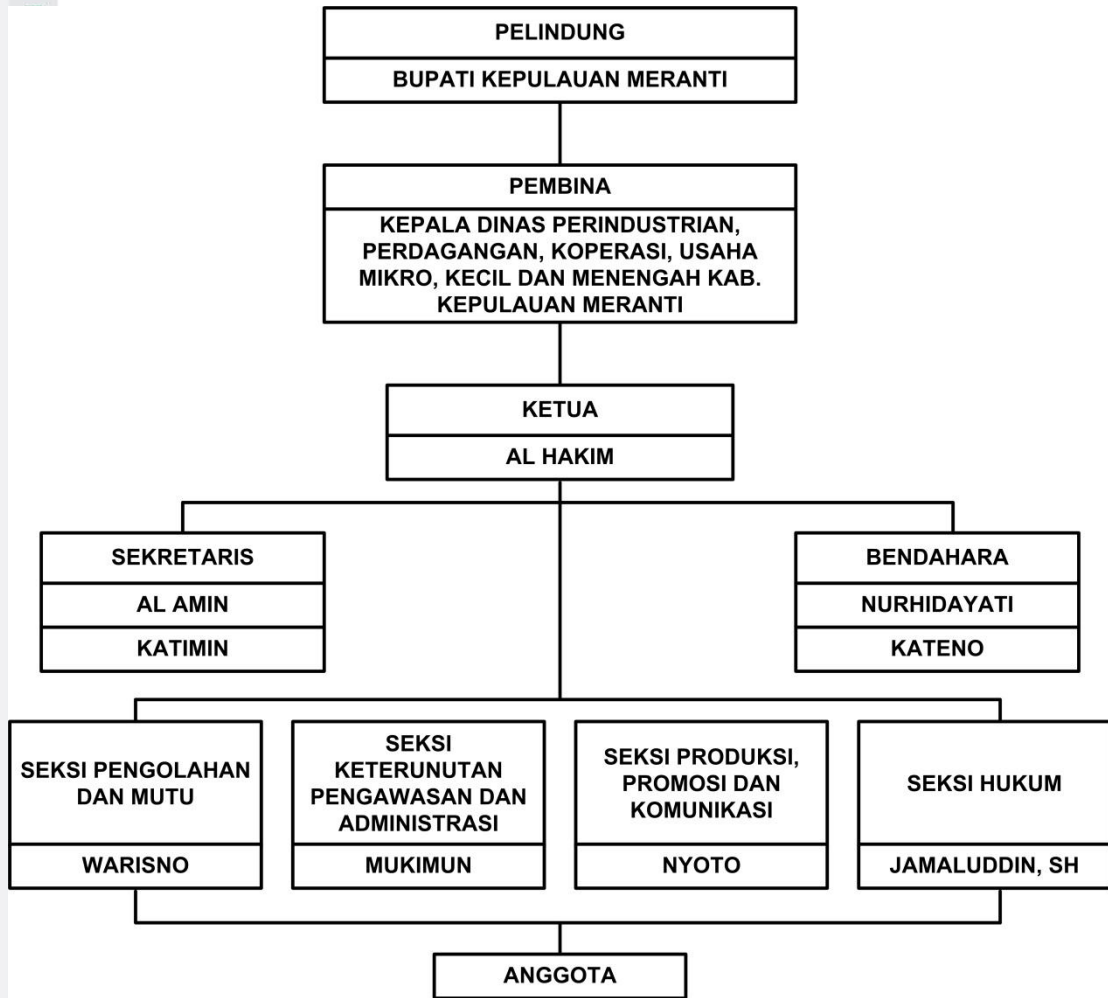 PELINDUNG
BUPATI KEPULAUAN MERANTI
PEMBINA
KEPALA DINAS PERINDUSTRIAN,
PERDAGANGAN, KOPERASI, USAHA
MIKRO, KECIL DAN MENENGAH KAB.
KEPULAUAN MERANTI
KETUA
AL HAKIM
SEKRETARIS
AL AMIN
KATIMIN
BENDAHARA
NURHIDAYATI
KATENO
SEKSI PENGOLAHAN
DAN MUTU
WARISNO
SEKSI
KETERUNUTAN
PENGAWASAN DAN
ADMINISTRASI
MUKIMUN
SEKSI PRODUKSI,
PROMOSI DAN
KOMUNIKASI
NYOTO
SEKSI HUKUM
JAMALUDDIN, SH
ANGGOTA